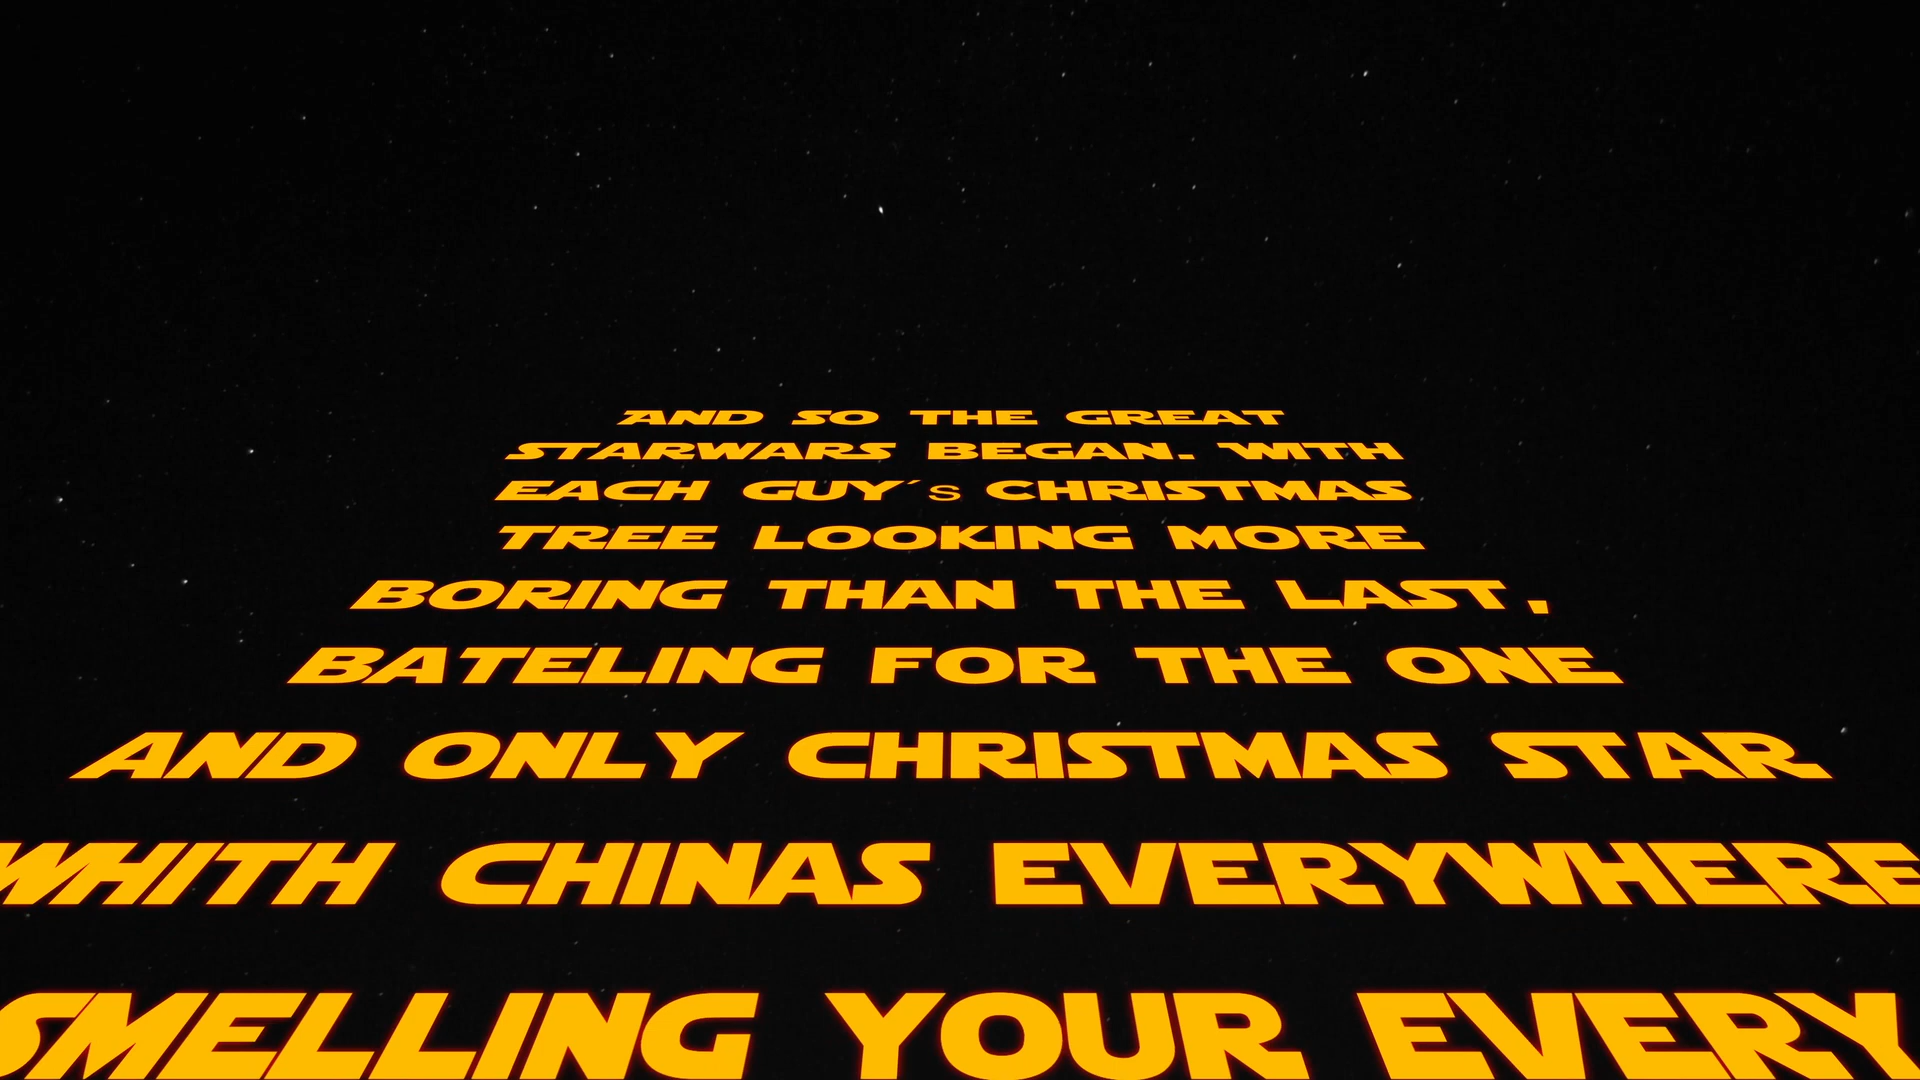 AND SO THE GREAT
STARWARS BEGAN. WITH
EACH GUY´s CHRISTMAS
TREE LOOKING MORE
BORING THAN THE LAST,
BATELING FOR THE ONE
AND ONLY CHRISTMAS STAR
WHITH CHINAS EVERYWHERE
SMELLING YOUR EVERY